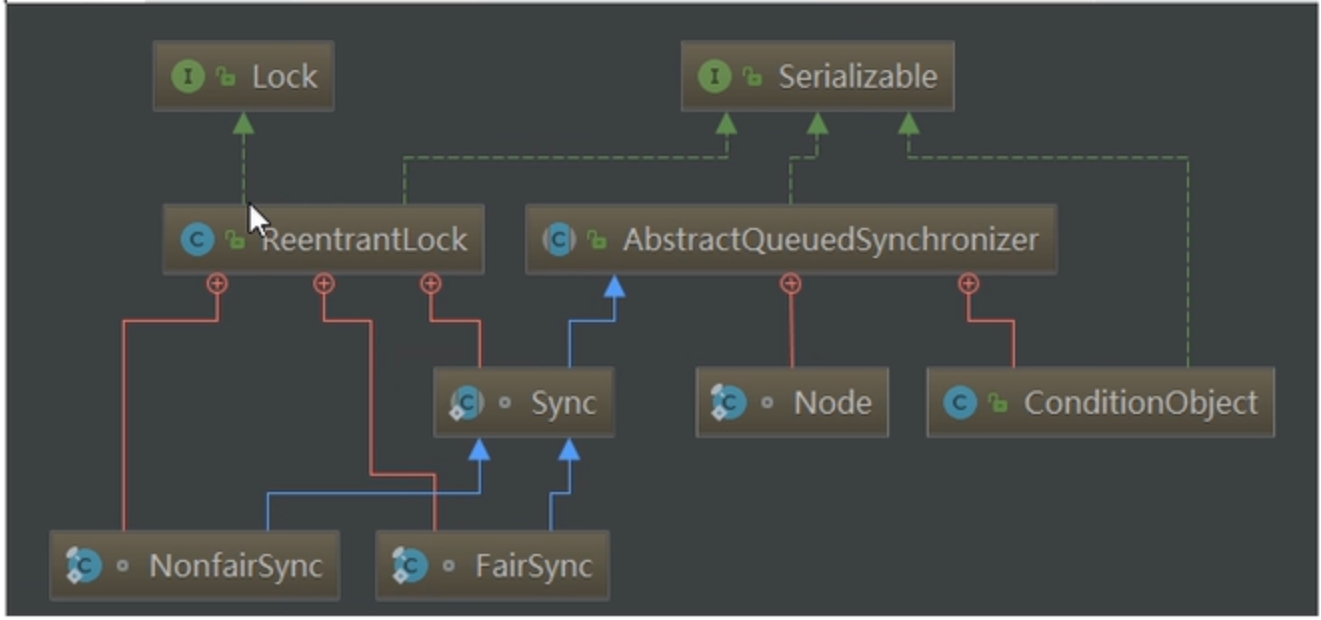 I Lock
I Serializable
C ReentrantLock
C AbstractQueuedSynchronizer
C Sync
C Node
C ConditionObject
C NonfairSync
C FairSync